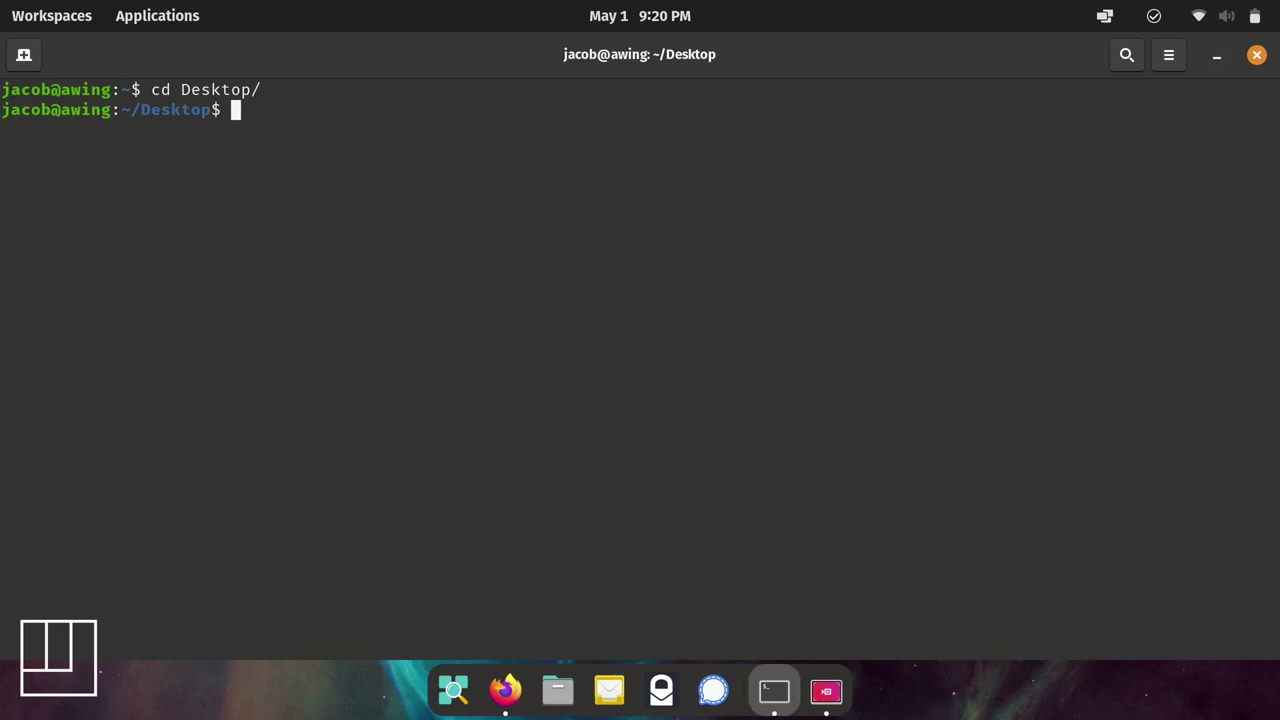 Workspaces Applications May 1 9:20 PM
jacob@awing: ~/Desktop
jacob@awing:~$ cd Desktop/
jacob@awing:~/Desktop$